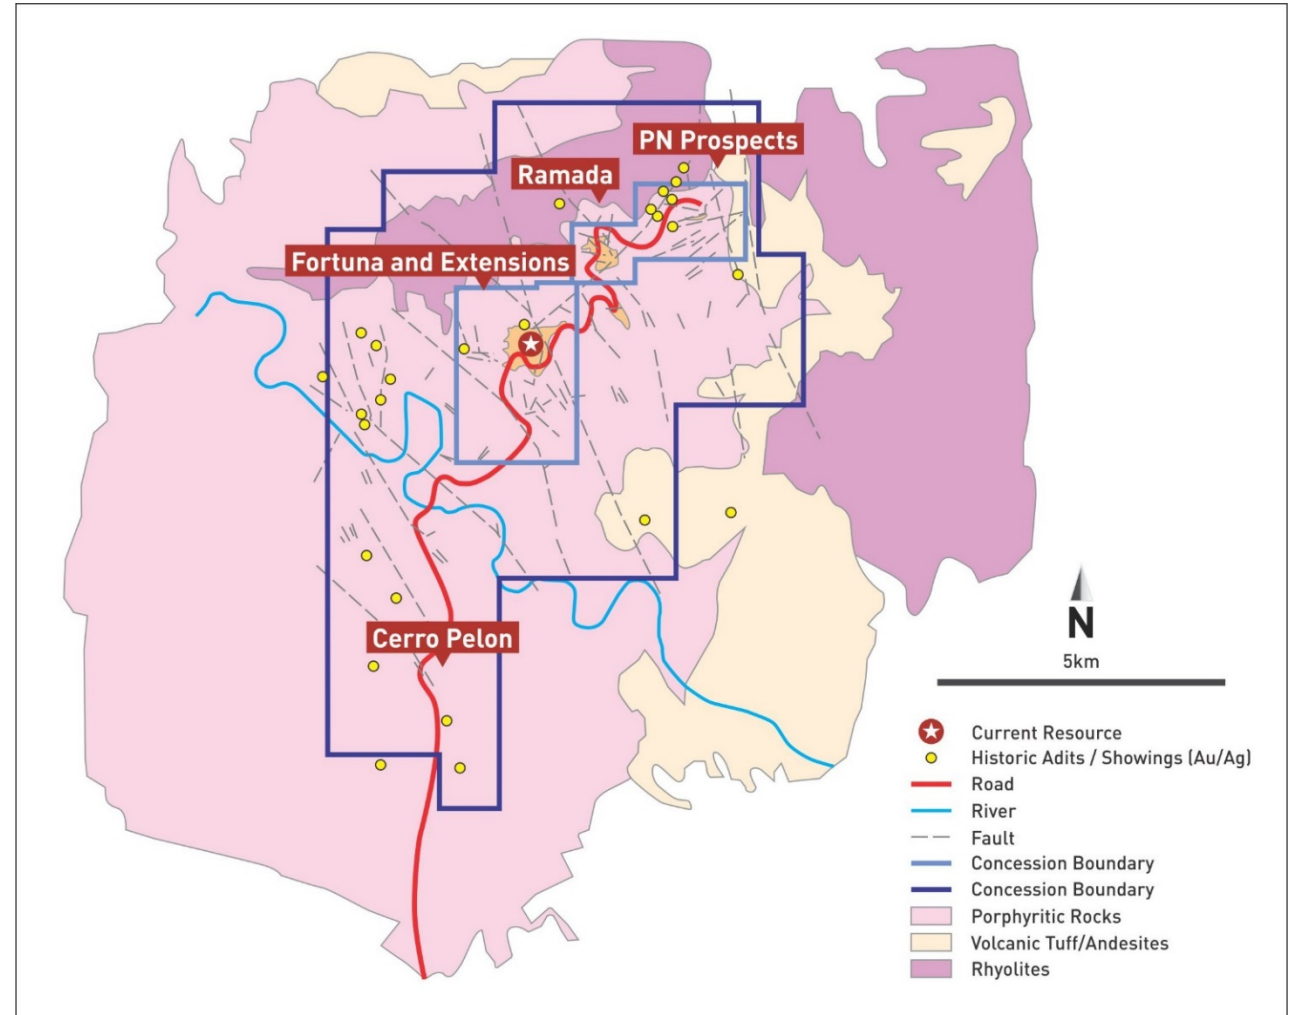 PN Prospects
Ramada
Fortuna and Extensions
Cerro Pelon
N
5km
Current Resource
Historic Adits / Showings (Au/Ag)
Road
River
Fault
Concession Boundary
Concession Boundary
Porphyritic Rocks
Volcanic Tuff/Andesites
Rhyolites